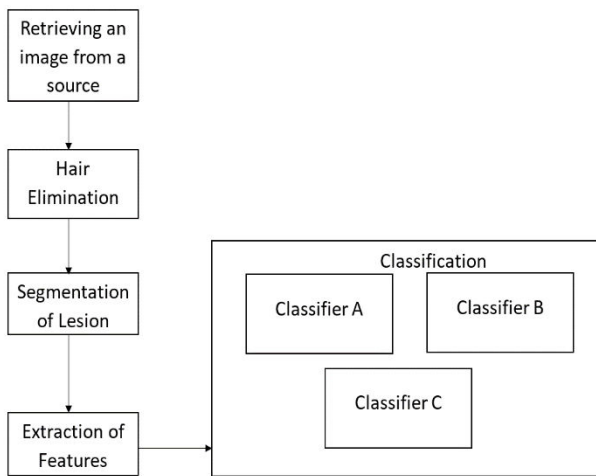 Retrieving an
image from a
source
Hair
Elimination
Segmentation
of Lesion
Extraction of
Features
Classification
Classifier A
Classifier B
Classifier C